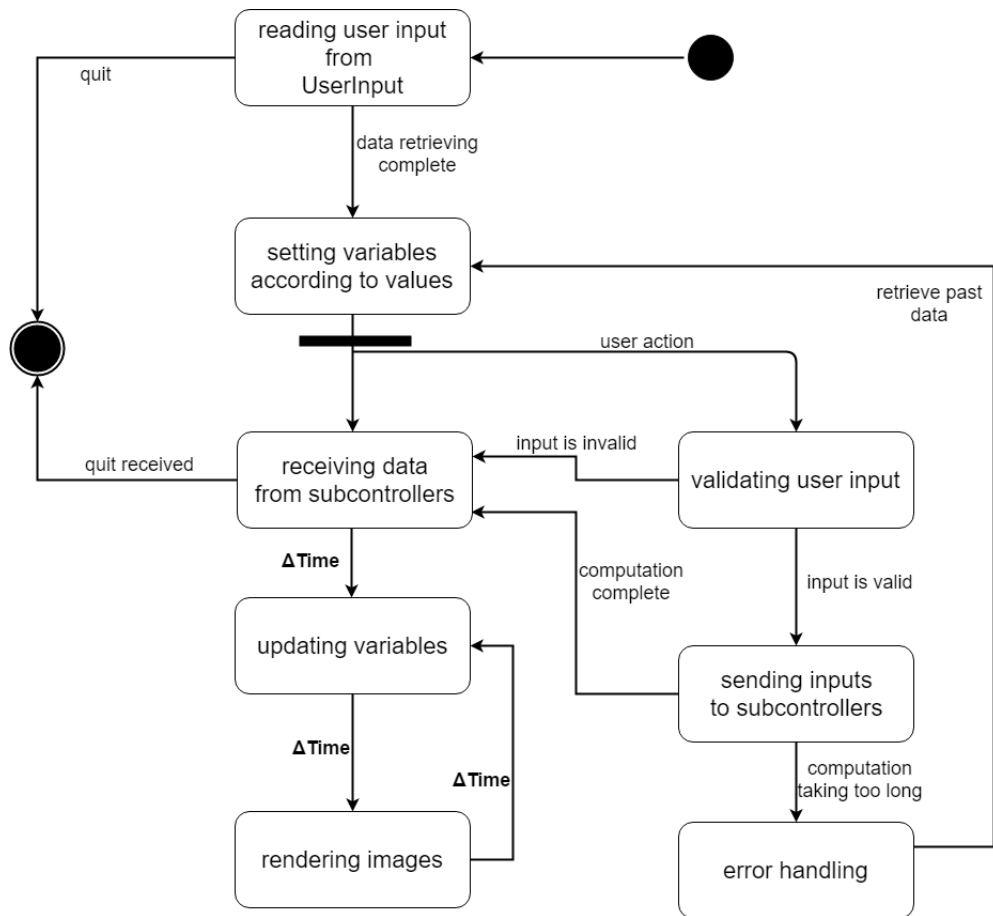 reading user input
from
UserInput
quit
data retrieving
complete
setting variables
according to values
retrieve past
data
user action
input is invalid
quit received
receiving data
from subcontrollers
validating user input
ΔTime
computation
complete
input is valid
updating variables
sending inputs
to subcontrollers
ΔTime
ΔTime
computation
taking too long
rendering images
error handling